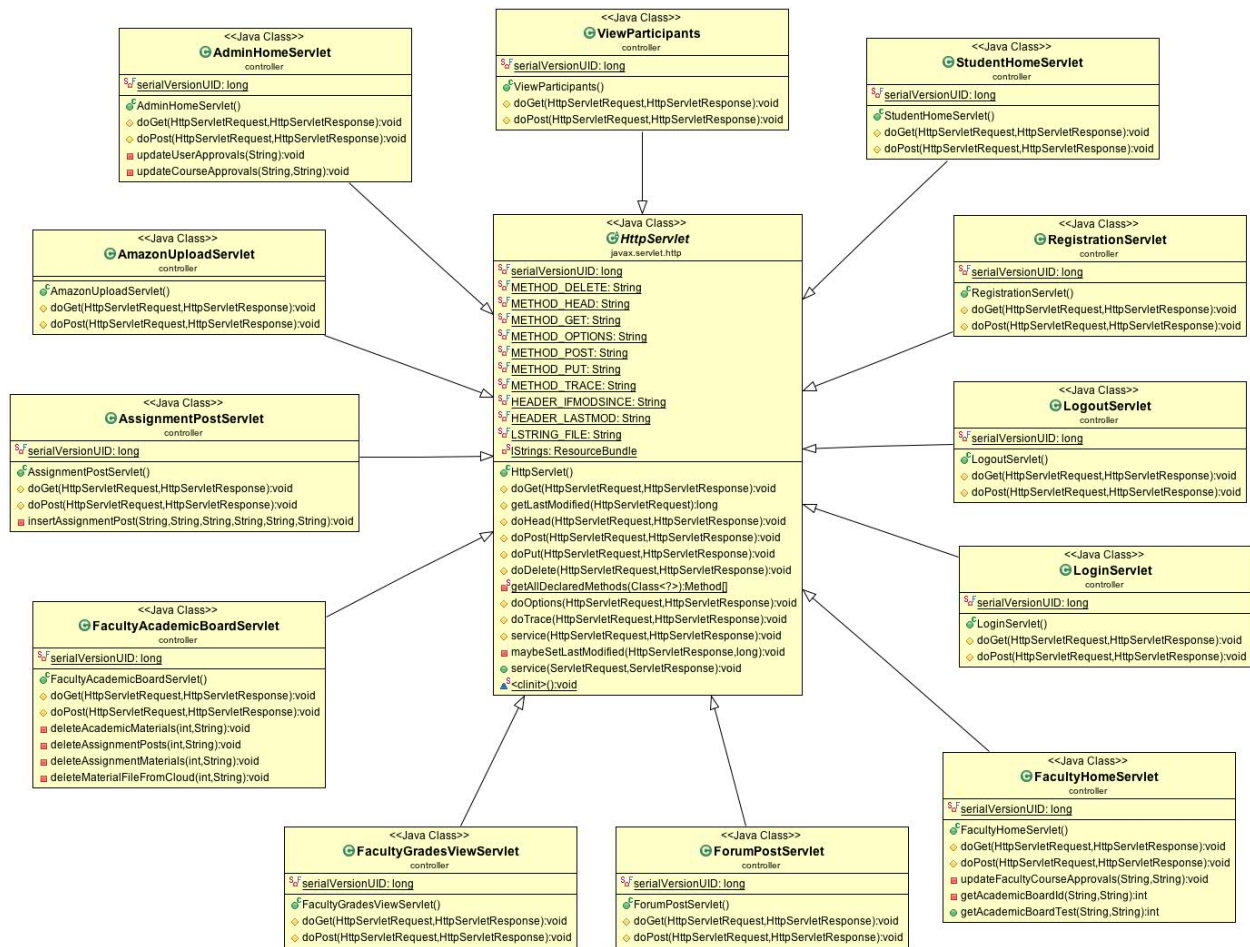 <<Java Class>>
AdminHomeServlet
controller
serialVersionUID: long
AdminHomeServlet()
doGet(HttpServletRequest,HttpServletResponse):void
doPost(HttpServletRequest,HttpServletResponse):void
updateUserApprovals(String):void
updateCourseApprovals(String,String):void
<<Java Class>>
ViewParticipants
controller
serialVersionUID: long
ViewParticipants()
doGet(HttpServletRequest,HttpServletResponse):void
doPost(HttpServletRequest,HttpServletResponse):void
<<Java Class>>
StudentHomeServlet
controller
serialVersionUID: long
StudentHomeServlet()
doGet(HttpServletRequest,HttpServletResponse):void
doPost(HttpServletRequest,HttpServletResponse):void
<<Java Class>>
AmazonUploadServlet
controller
AmazonUploadServlet()
doGet(HttpServletRequest,HttpServletResponse):void
doPost(HttpServletRequest,HttpServletResponse):void
<<Java Class>>
HttpServlet
javax.servlet.http
serialVersionUID: long
METHOD_DELETE: String
METHOD_HEAD: String
METHOD_GET: String
METHOD_OPTIONS: String
METHOD_POST: String
METHOD_PUT: String
METHOD_TRACE: String
HEADER_IFMODSINCE: String
HEADER_LASTMOD: String
LSTRING_FILE: String
lStrings: ResourceBundle
HttpServlet()
doGet(HttpServletRequest,HttpServletResponse):void
getLastModified(HttpServletRequest):long
doHead(HttpServletRequest,HttpServletResponse):void
doPost(HttpServletRequest,HttpServletResponse):void
doPut(HttpServletRequest,HttpServletResponse):void
doDelete(HttpServletRequest,HttpServletResponse):void
getAllDeclaredMethods(Class<?>):Method[]
doOptions(HttpServletRequest,HttpServletResponse):void
doTrace(HttpServletRequest,HttpServletResponse):void
service(HttpServletRequest,HttpServletResponse):void
maybeSetLastModified(HttpServletResponse,long):void
service(ServletRequest,ServletResponse):void
<clinit>():void
<<Java Class>>
RegistrationServlet
controller
serialVersionUID: long
RegistrationServlet()
doGet(HttpServletRequest,HttpServletResponse):void
doPost(HttpServletRequest,HttpServletResponse):void
<<Java Class>>
AssignmentPostServlet
controller
serialVersionUID: long
AssignmentPostServlet()
doGet(HttpServletRequest,HttpServletResponse):void
doPost(HttpServletRequest,HttpServletResponse):void
insertAssignmentPost(String,String,String,String,String,String):void
<<Java Class>>
LogoutServlet
controller
serialVersionUID: long
LogoutServlet()
doGet(HttpServletRequest,HttpServletResponse):void
doPost(HttpServletRequest,HttpServletResponse):void
<<Java Class>>
LoginServlet
controller
serialVersionUID: long
LoginServlet()
doGet(HttpServletRequest,HttpServletResponse):void
doPost(HttpServletRequest,HttpServletResponse):void
<<Java Class>>
FacultyAcademicBoardServlet
controller
serialVersionUID: long
FacultyAcademicBoardServlet()
doGet(HttpServletRequest,HttpServletResponse):void
doPost(HttpServletRequest,HttpServletResponse):void
deleteAcademicMaterials(int,String):void
deleteAssignmentPosts(int,String):void
deleteAssignmentMaterials(int,String):void
deleteMaterialFileFromCloud(int,String):void
<<Java Class>>
FacultyHomeServlet
controller
serialVersionUID: long
FacultyHomeServlet()
doGet(HttpServletRequest,HttpServletResponse):void
doPost(HttpServletRequest,HttpServletResponse):void
updateFacultyCourseApprovals(String,String):void
getAcademicBoardId(String,String):int
getAcademicBoardTest(String,String):int
<<Java Class>>
FacultyGradesViewServlet
controller
serialVersionUID: long
FacultyGradesViewServlet()
doGet(HttpServletRequest,HttpServletResponse):void
doPost(HttpServletRequest,HttpServletResponse):void
<<Java Class>>
ForumPostServlet
controller
serialVersionUID: long
ForumPostServlet()
doGet(HttpServletRequest,HttpServletResponse):void
doPost(HttpServletRequest,HttpServletResponse):void